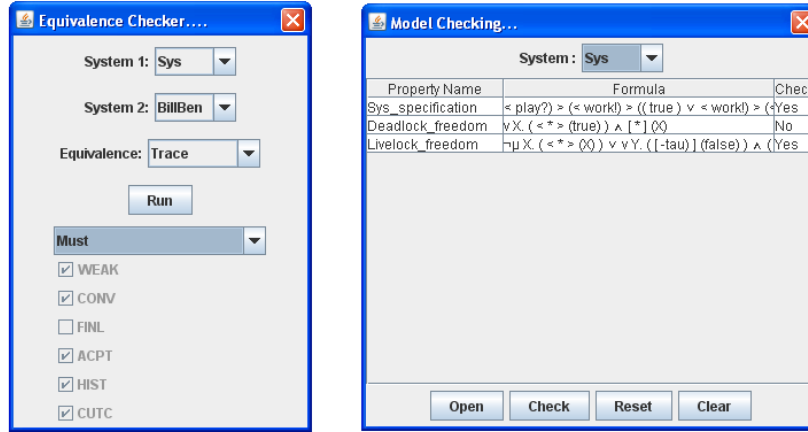 Equivalence Checker....
System 1: Sys
System 2: BillBen
Equivalence: Trace
Run
Must
WEAK
CONV
FINL
ACPT
HIST
CUTC
Model Checking...
System : Sys
Property Name Formula Chec
Sys_specification < play?) > (< work!) > (( true ) ∨ < work!) > (< Yes
Deadlock_freedom νX. ( < * > (true) ) ∧ [ * ] (X) No
Livelock_freedom ¬μ X. ( < * > (X) ) ∨ ν Y. ( [ -tau) ] (false) ) ∧ ( Yes
Open Check Reset Clear